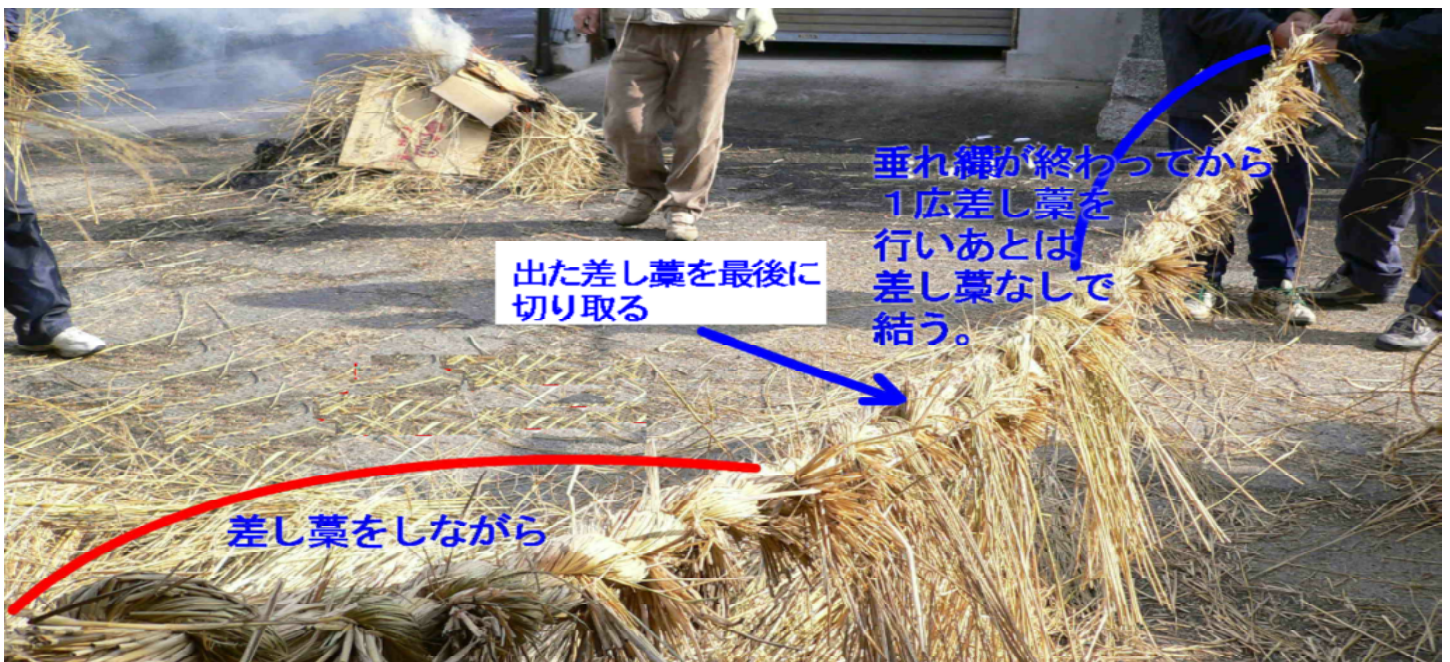 垂れ縄が終わってから
１広差し藁を
行いあとは
差し藁なしで
結う。
出た差し藁を最後に
切り取る
差し藁をしながら